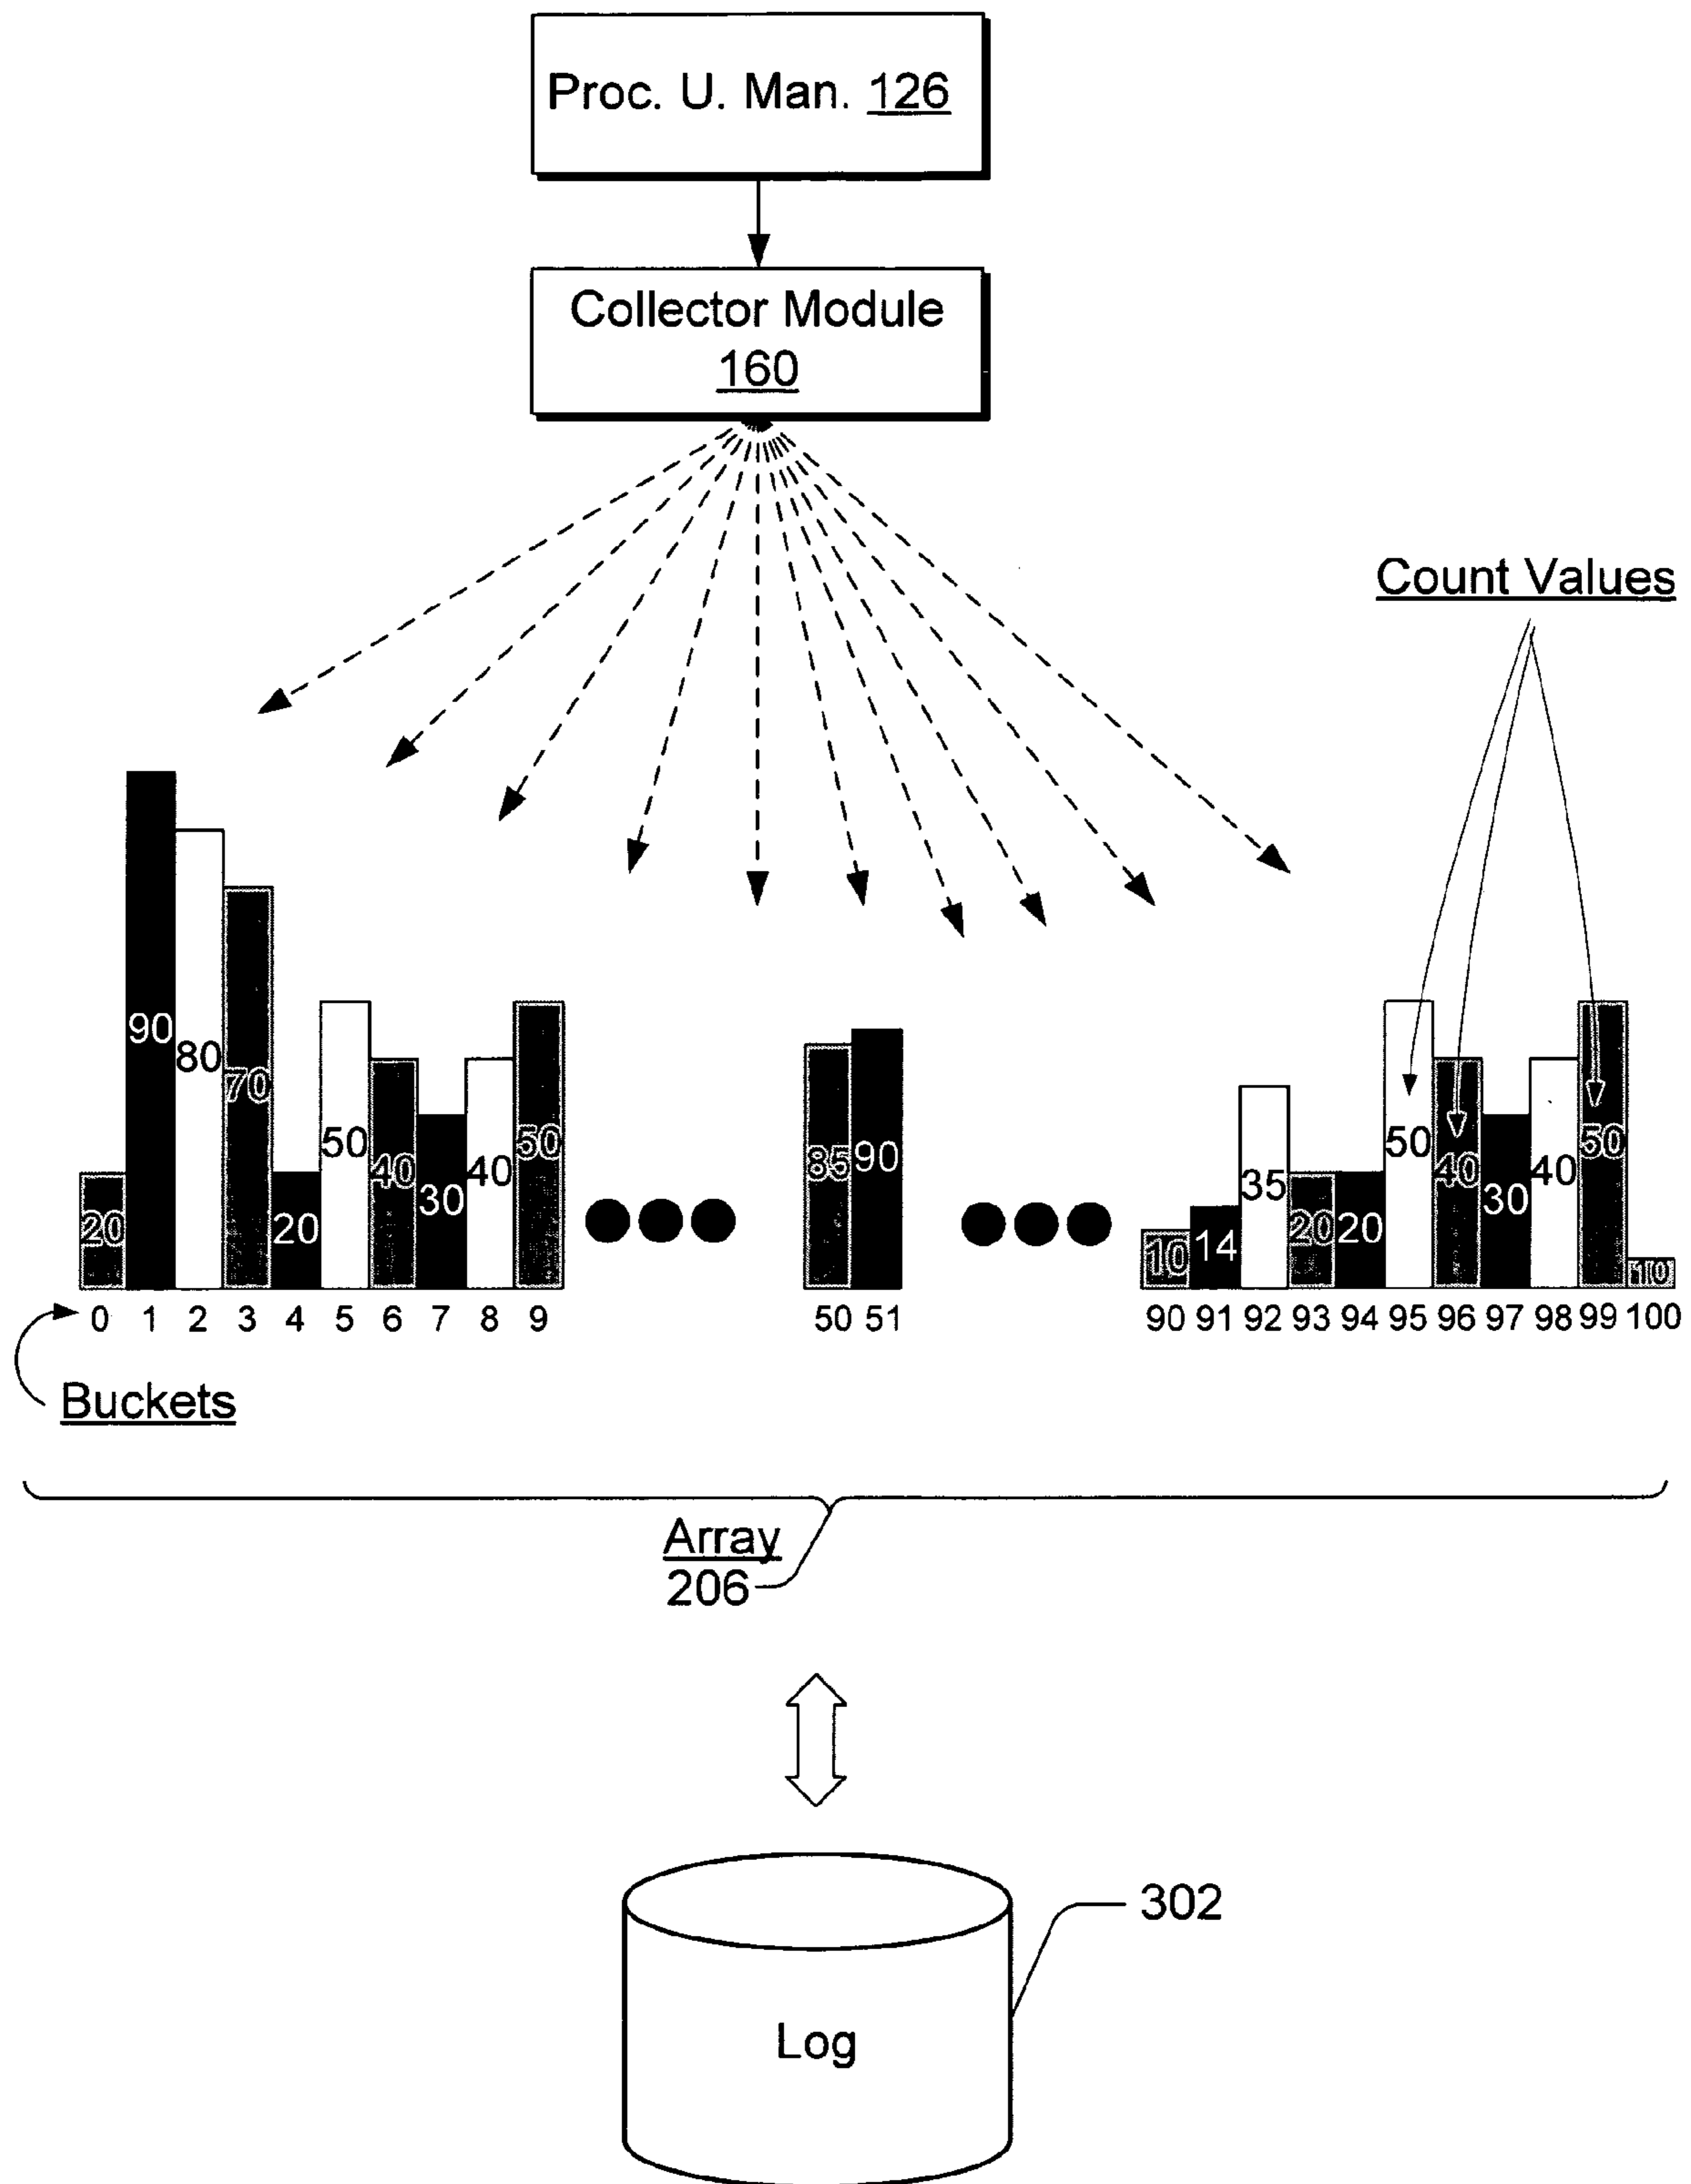 Proc. U. Man. 126
Collector Module
160
Count Values
20 90 80 70 20 50 40 30 40 50 85 90 10 14 35 20 20 50 40 30 40 50 10
0 1 2 3 4 5 6 7 8 9 50 51 90 91 92 93 94 95 96 97 98 99 100
Buckets
Array
206
302
Log